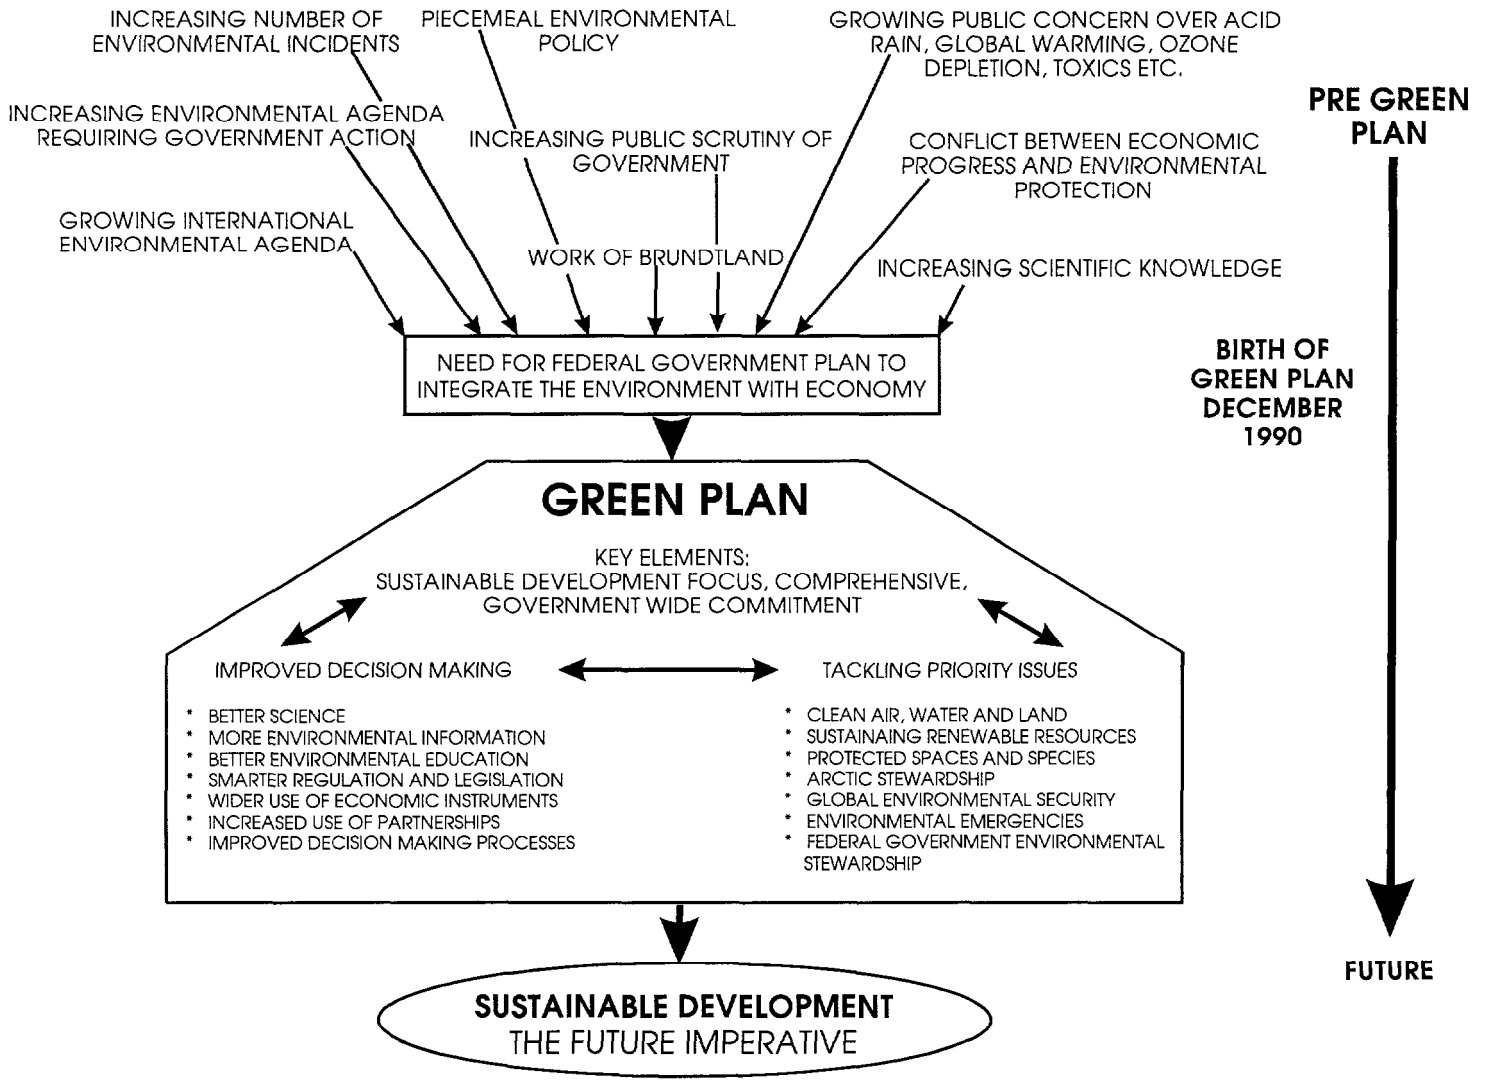 INCREASING NUMBER OF
ENVIRONMENTAL INCIDENTS
PIECEMEAL ENVIRONMENTAL
POLICY
GROWING PUBLIC CONCERN OVER ACID
RAIN, GLOBAL WARMING, OZONE
DEPLETION, TOXICS ETC.
PRE GREEN
PLAN
INCREASING ENVIRONMENTAL AGENDA
REQUIRING GOVERNMENT ACTION
INCREASING PUBLIC SCRUTINY OF
GOVERNMENT
CONFLICT BETWEEN ECONOMIC
PROGRESS AND ENVIRONMENTAL
PROTECTION
GROWING INTERNATIONAL
ENVIRONMENTAL AGENDA
WORK OF BRUNDTLAND
INCREASING SCIENTIFIC KNOWLEDGE
NEED FOR FEDERAL GOVERNMENT PLAN TO
INTEGRATE THE ENVIRONMENT WITH ECONOMY
BIRTH OF
GREEN PLAN
DECEMBER
1990
GREEN PLAN
KEY ELEMENTS:
SUSTAINABLE DEVELOPMENT FOCUS, COMPREHENSIVE,
GOVERNMENT WIDE COMMITMENT
IMPROVED DECISION MAKING
* BETTER SCIENCE
* MORE ENVIRONMENTAL INFORMATION
* BETTER ENVIRONMENTAL EDUCATION
* SMARTER REGULATION AND LEGISLATION
* WIDER USE OF ECONOMIC INSTRUMENTS
* INCREASED USE OF PARTNERSHIPS
* IMPROVED DECISION MAKING PROCESSES
TACKLING PRIORITY ISSUES
* CLEAN AIR, WATER AND LAND
* SUSTAINAING RENEWABLE RESOURCES
* PROTECTED SPACES AND SPECIES
* ARCTIC STEWARDSHIP
* GLOBAL ENVIRONMENTAL SECURITY
* ENVIRONMENTAL EMERGENCIES
* FEDERAL GOVERNMENT ENVIRONMENTAL
STEWARDSHIP
FUTURE
SUSTAINABLE DEVELOPMENT
THE FUTURE IMPERATIVE